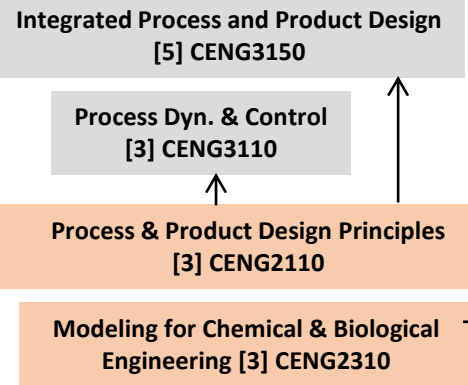 Integrated Process and Product Design
[5] CENG3150
Process Dyn. & Control
[3] CENG3110
Process & Product Design Principles
[3] CENG2110
Modeling for Chemical & Biological
Engineering [3] CENG2310